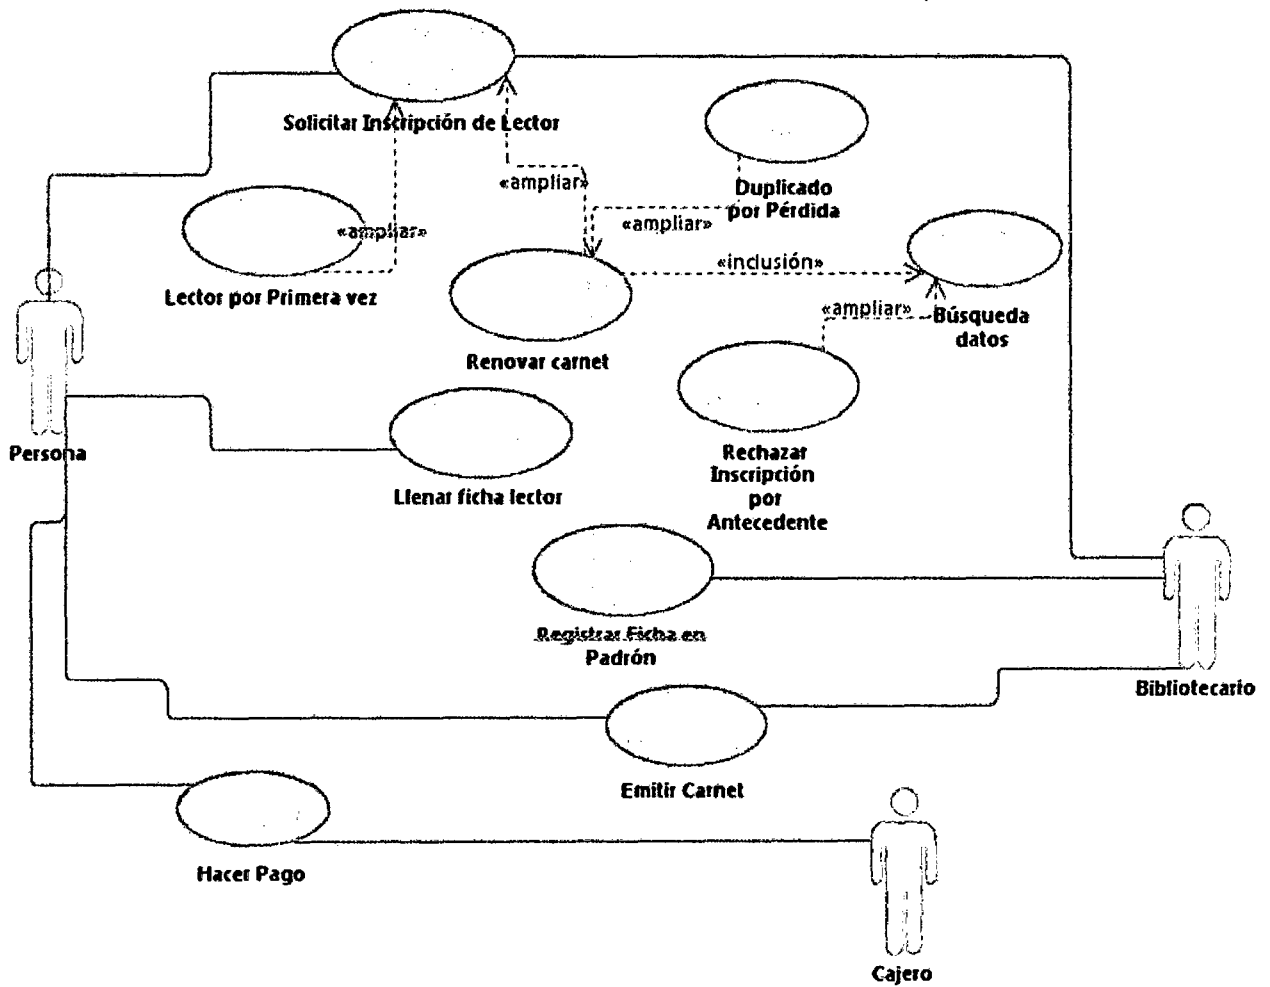 Solicitar Inscripción de Lector
«ampliar»
Duplicado
por Pérdida
«ampliar»
«ampliar»
«inclusión»
Lector por Primera vez
«ampliar»
Búsqueda
datos
Renovar carnet
Persona
Rechazar
Inscripción
por
Antecedente
Llenar ficha lector
Registrar Ficha en
Padrón
Bibliotecario
Emitir Carnet
Hacer Pago
Cajero